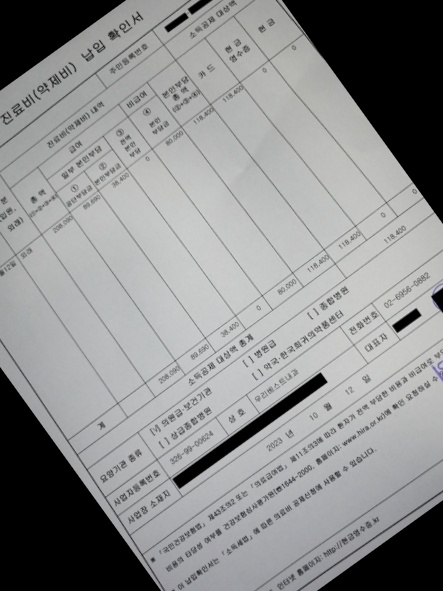 진료비(약제비) 납입 확인서
주민등록번호
소득공제 대상액
진료비(약제비) 내역
급여
비급여
일부 본인부담
총 액
(①+②+③+④)
① 공단부담금
② 본인부담금
③ 전액 본인 부담
④ 본인 부담금
본인부담 총액
(②+③+④)
카 드
현 금 영수증
현 금
외래 208,090 89,690 38,400 0 80,000 118,400 118,400 0 0
계 208,090 89,690 38,400 0 80,000 118,400 118,400 0 0
소득공제 대상액 총계 118,400
요양기관 종류
[√] 의원급·보건기관 [ ] 병원급 [ ] 종합병원
[ ] 상급종합병원 [ ] 약국·한국희귀의약품센터
사업자등록번호 326-99-00624 상 호 우리베스트내과 전화번호 02-6956-0882
사업장 소재지 대표자
2023 년 10 월 12 일
* 「국민건강보험법」 제43조의2 또는 「의료급여법」 제11조의3에 따라 환자가 전액 부담한 비용과 비급여로
비용의 타당성 여부를 건강보험심사평가원(☎1644-2000, 홈페이지: www.hira.or.kr)에 확인 요청하실 수
이 납입확인서는 「소득세법」에 따른 의료비 공제신청에 사용할 수 있습니다.
인터넷 홈페이지: http://현금영수증.kr